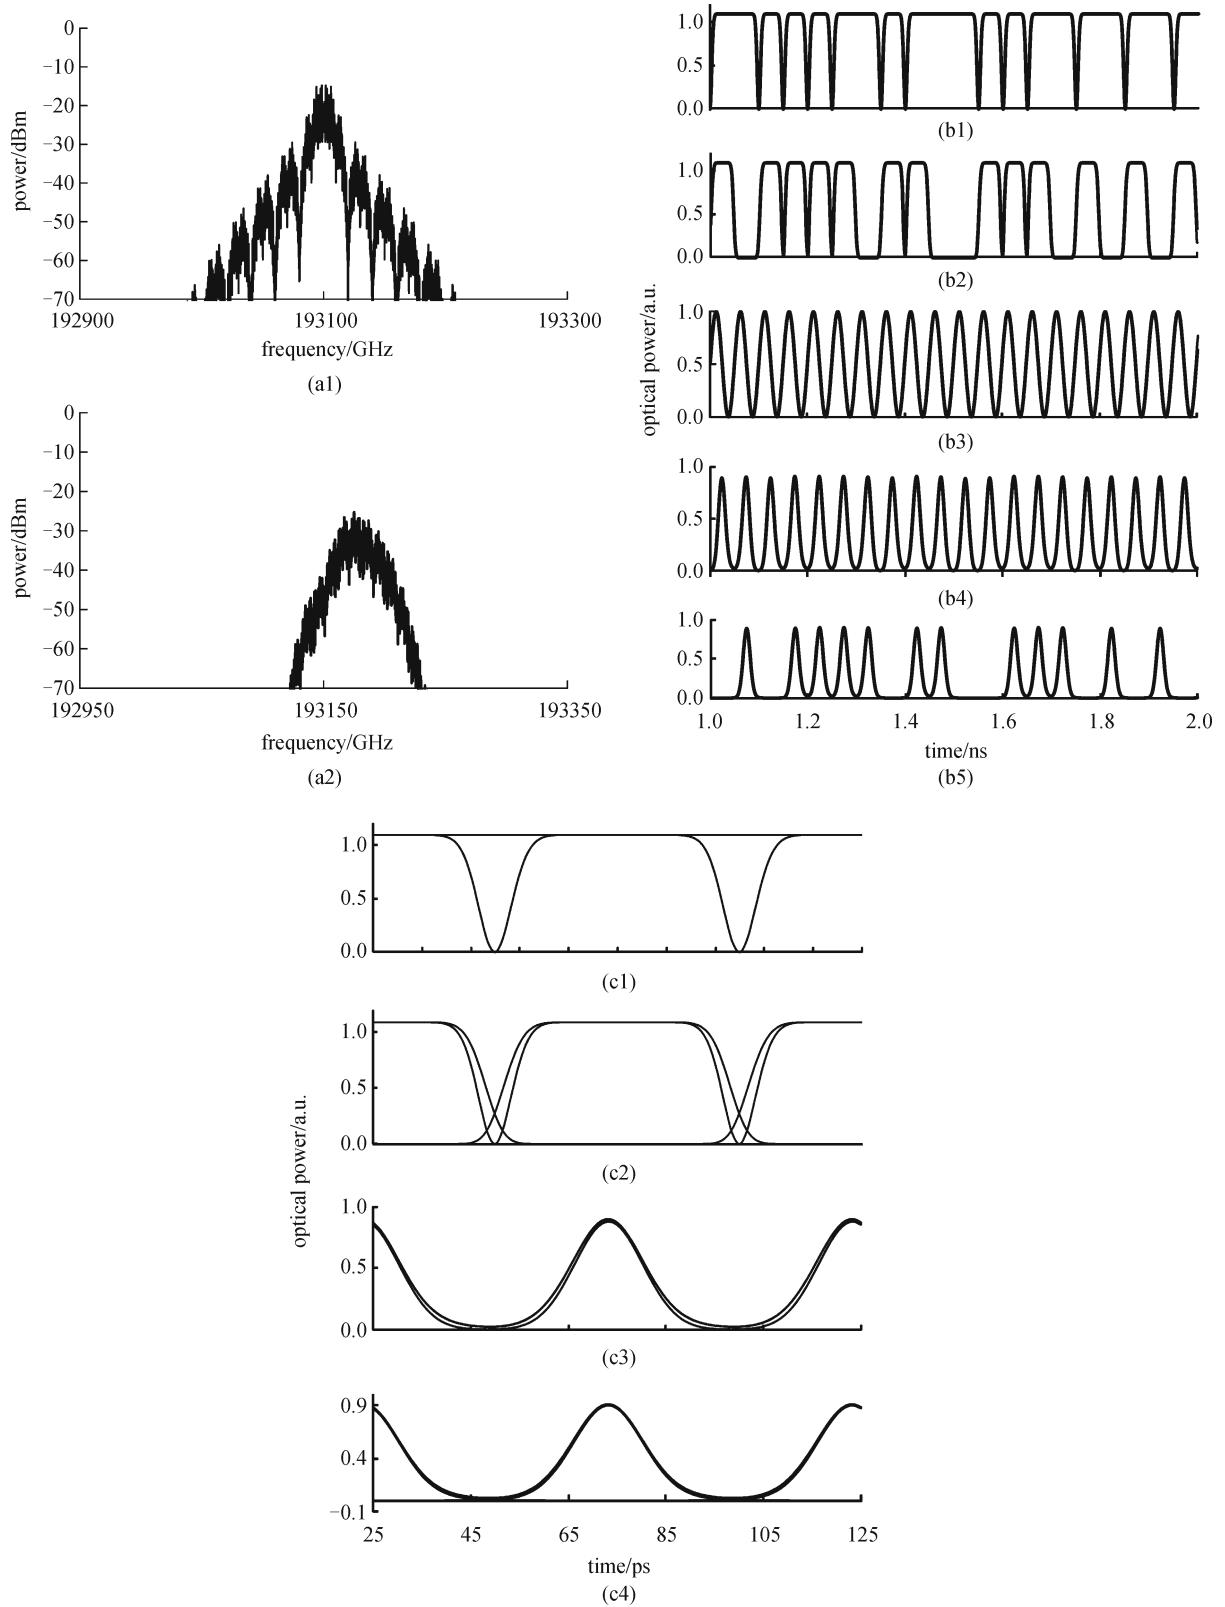 0
−10
−20
−30
−40
−50
−60
−70
power/dBm
192900
193100
193300
frequency/GHz
(a1)
0
−10
−20
−30
−40
−50
−60
−70
power/dBm
192950
193150
193350
frequency/GHz
(a2)
1.0
0.5
0.0
(b1)
1.0
0.5
0.0
(b2)
1.0
0.5
0.0
(b3)
optical power/a.u.
1.0
0.5
0.0
(b4)
1.0
0.5
0.0
1.0 1.2 1.4 1.6 1.8 2.0
time/ns
(b5)
1.0
0.5
0.0
(c1)
1.0
0.5
0.0
(c2)
optical power/a.u.
1.0
0.5
0.0
(c3)
0.9
0.4
−0.1
25 45 65 85 105 125
time/ps
(c4)